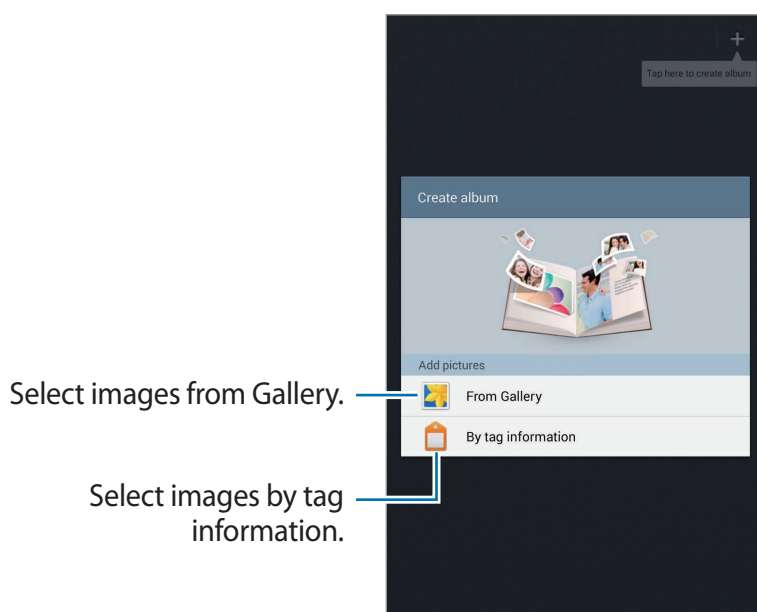 Tap here to create album
Create album
Add pictures
Select images from Gallery.
From Gallery
By tag information
Select images by tag
information.